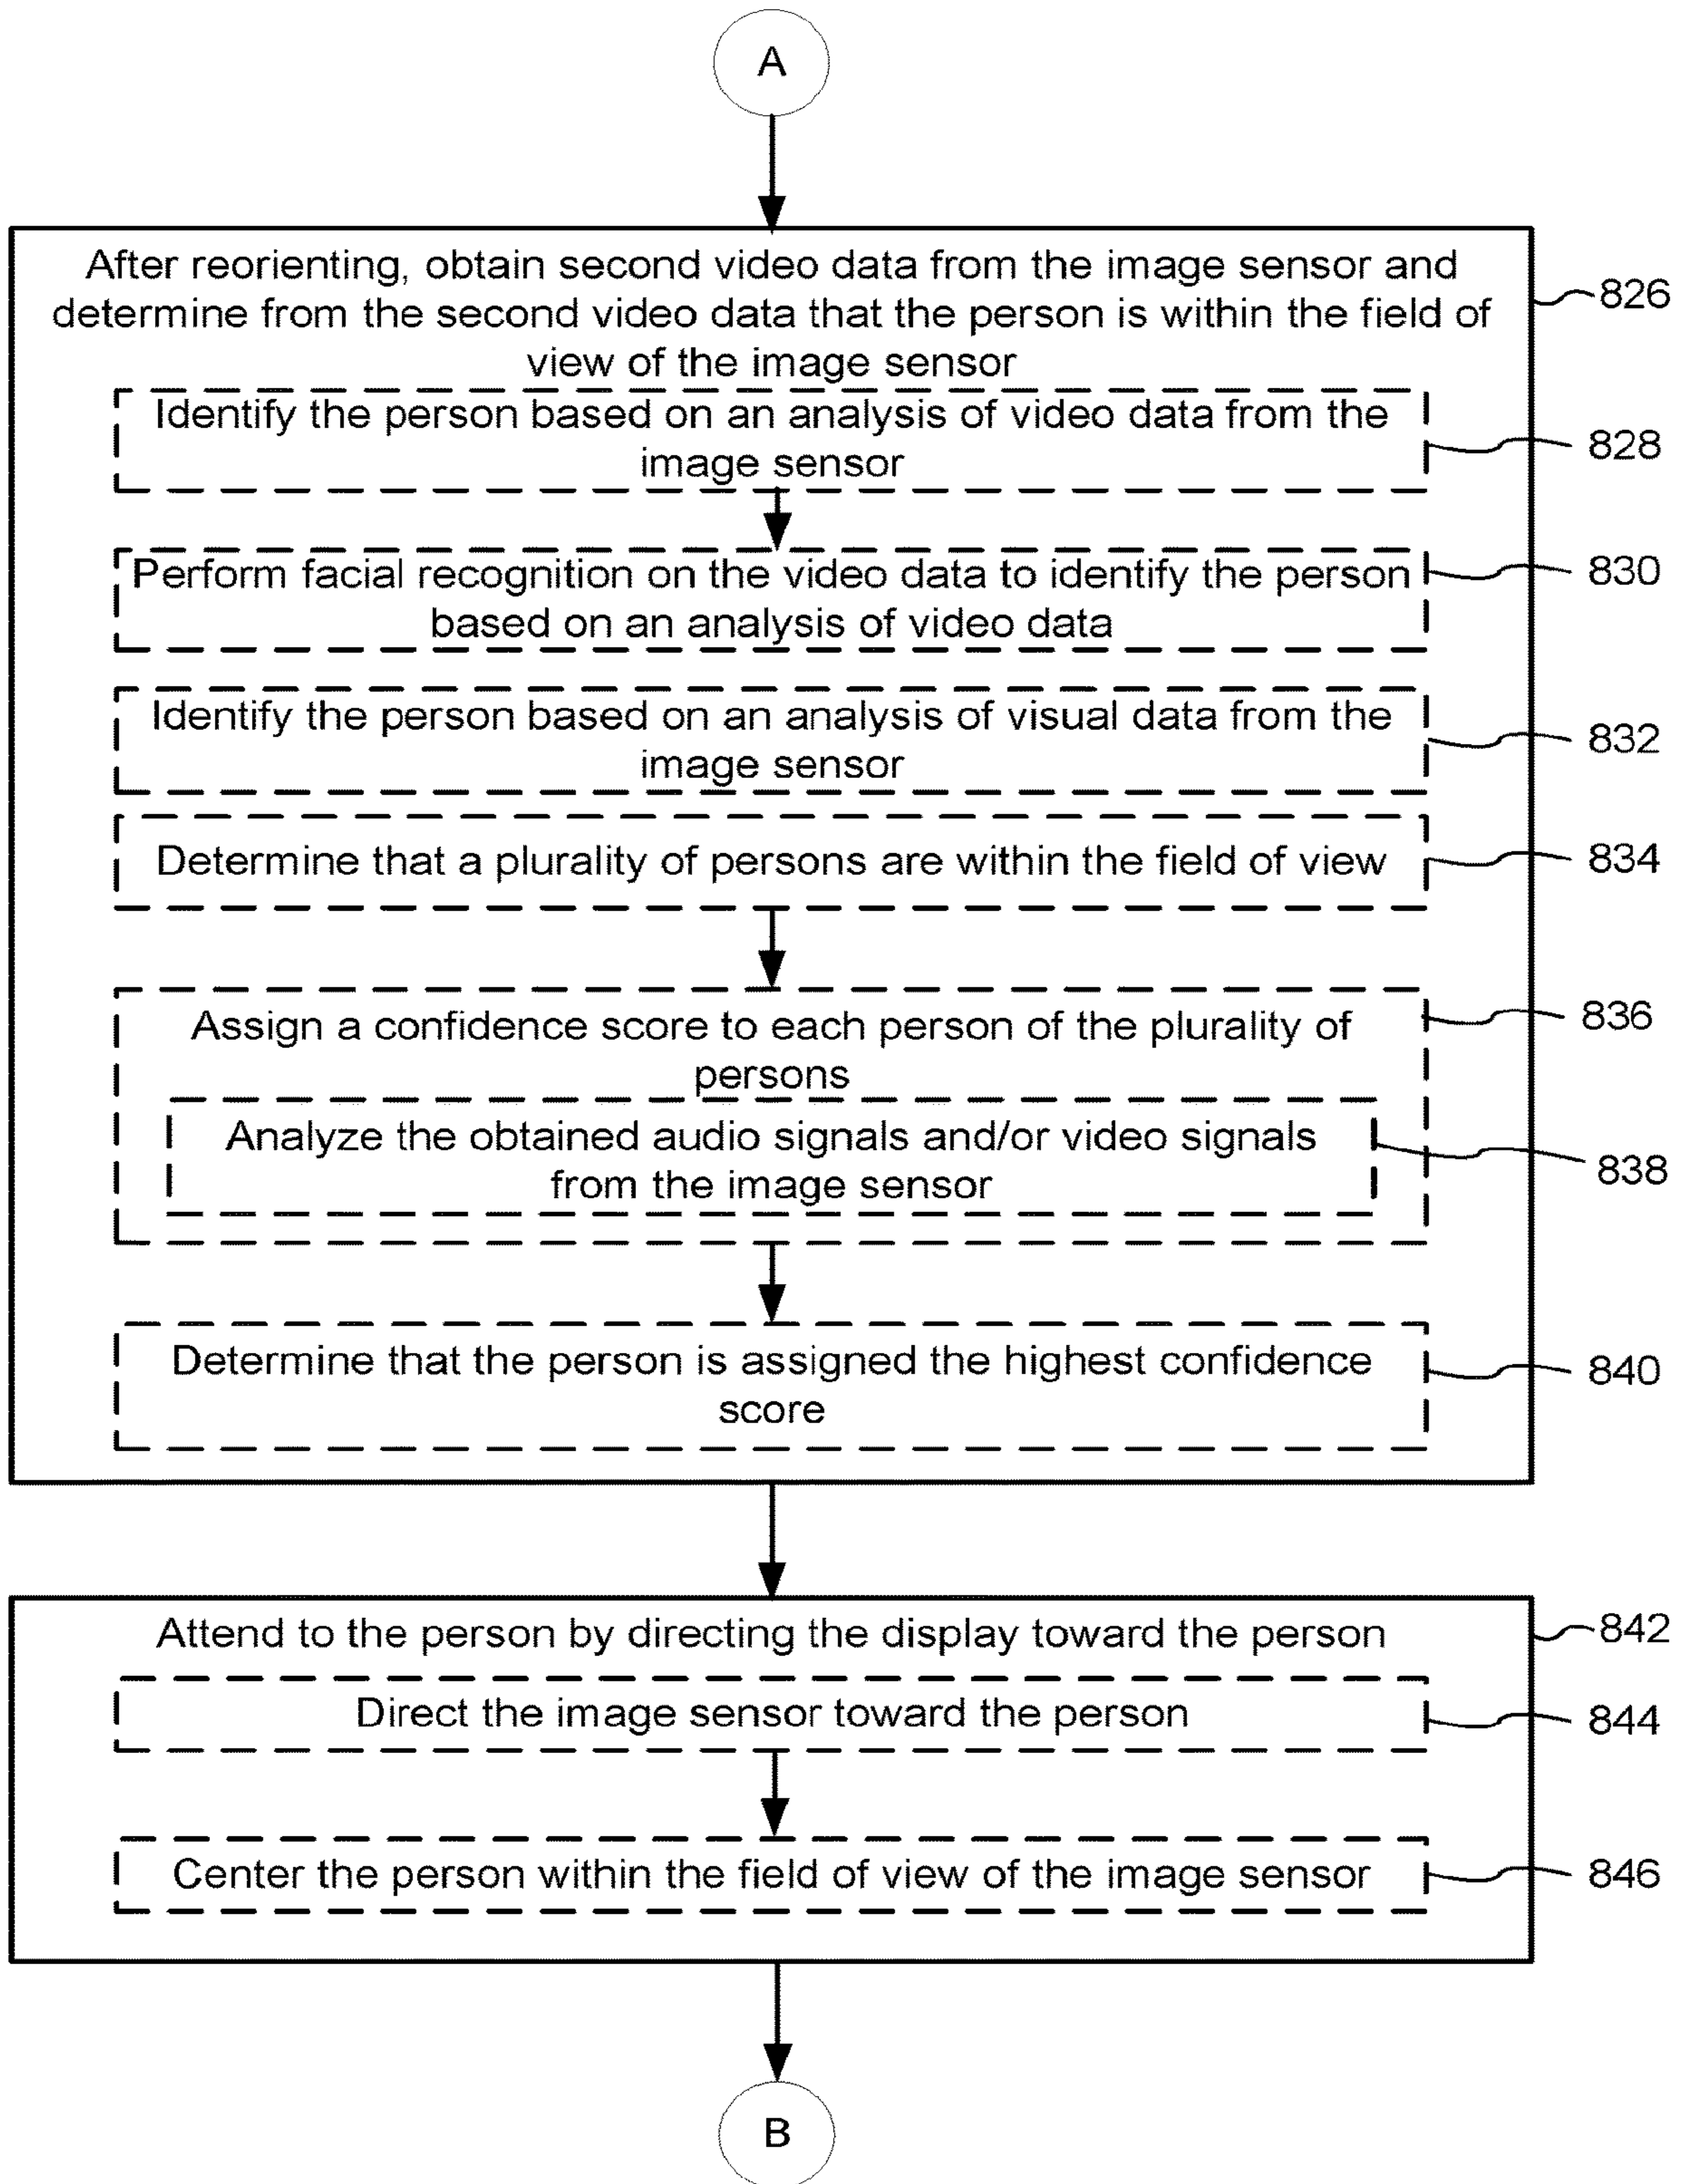 A
After reorienting, obtain second video data from the image sensor and
determine from the second video data that the person is within the field of
view of the image sensor
826
Identify the person based on an analysis of video data from the
image sensor
828
Perform facial recognition on the video data to identify the person
based on an analysis of video data
830
Identify the person based on an analysis of visual data from the
image sensor
832
Determine that a plurality of persons are within the field of view
834
Assign a confidence score to each person of the plurality of
persons
836
Analyze the obtained audio signals and/or video signals
from the image sensor
838
Determine that the person is assigned the highest confidence
score
840
Attend to the person by directing the display toward the person
842
Direct the image sensor toward the person
844
Center the person within the field of view of the image sensor
846
B